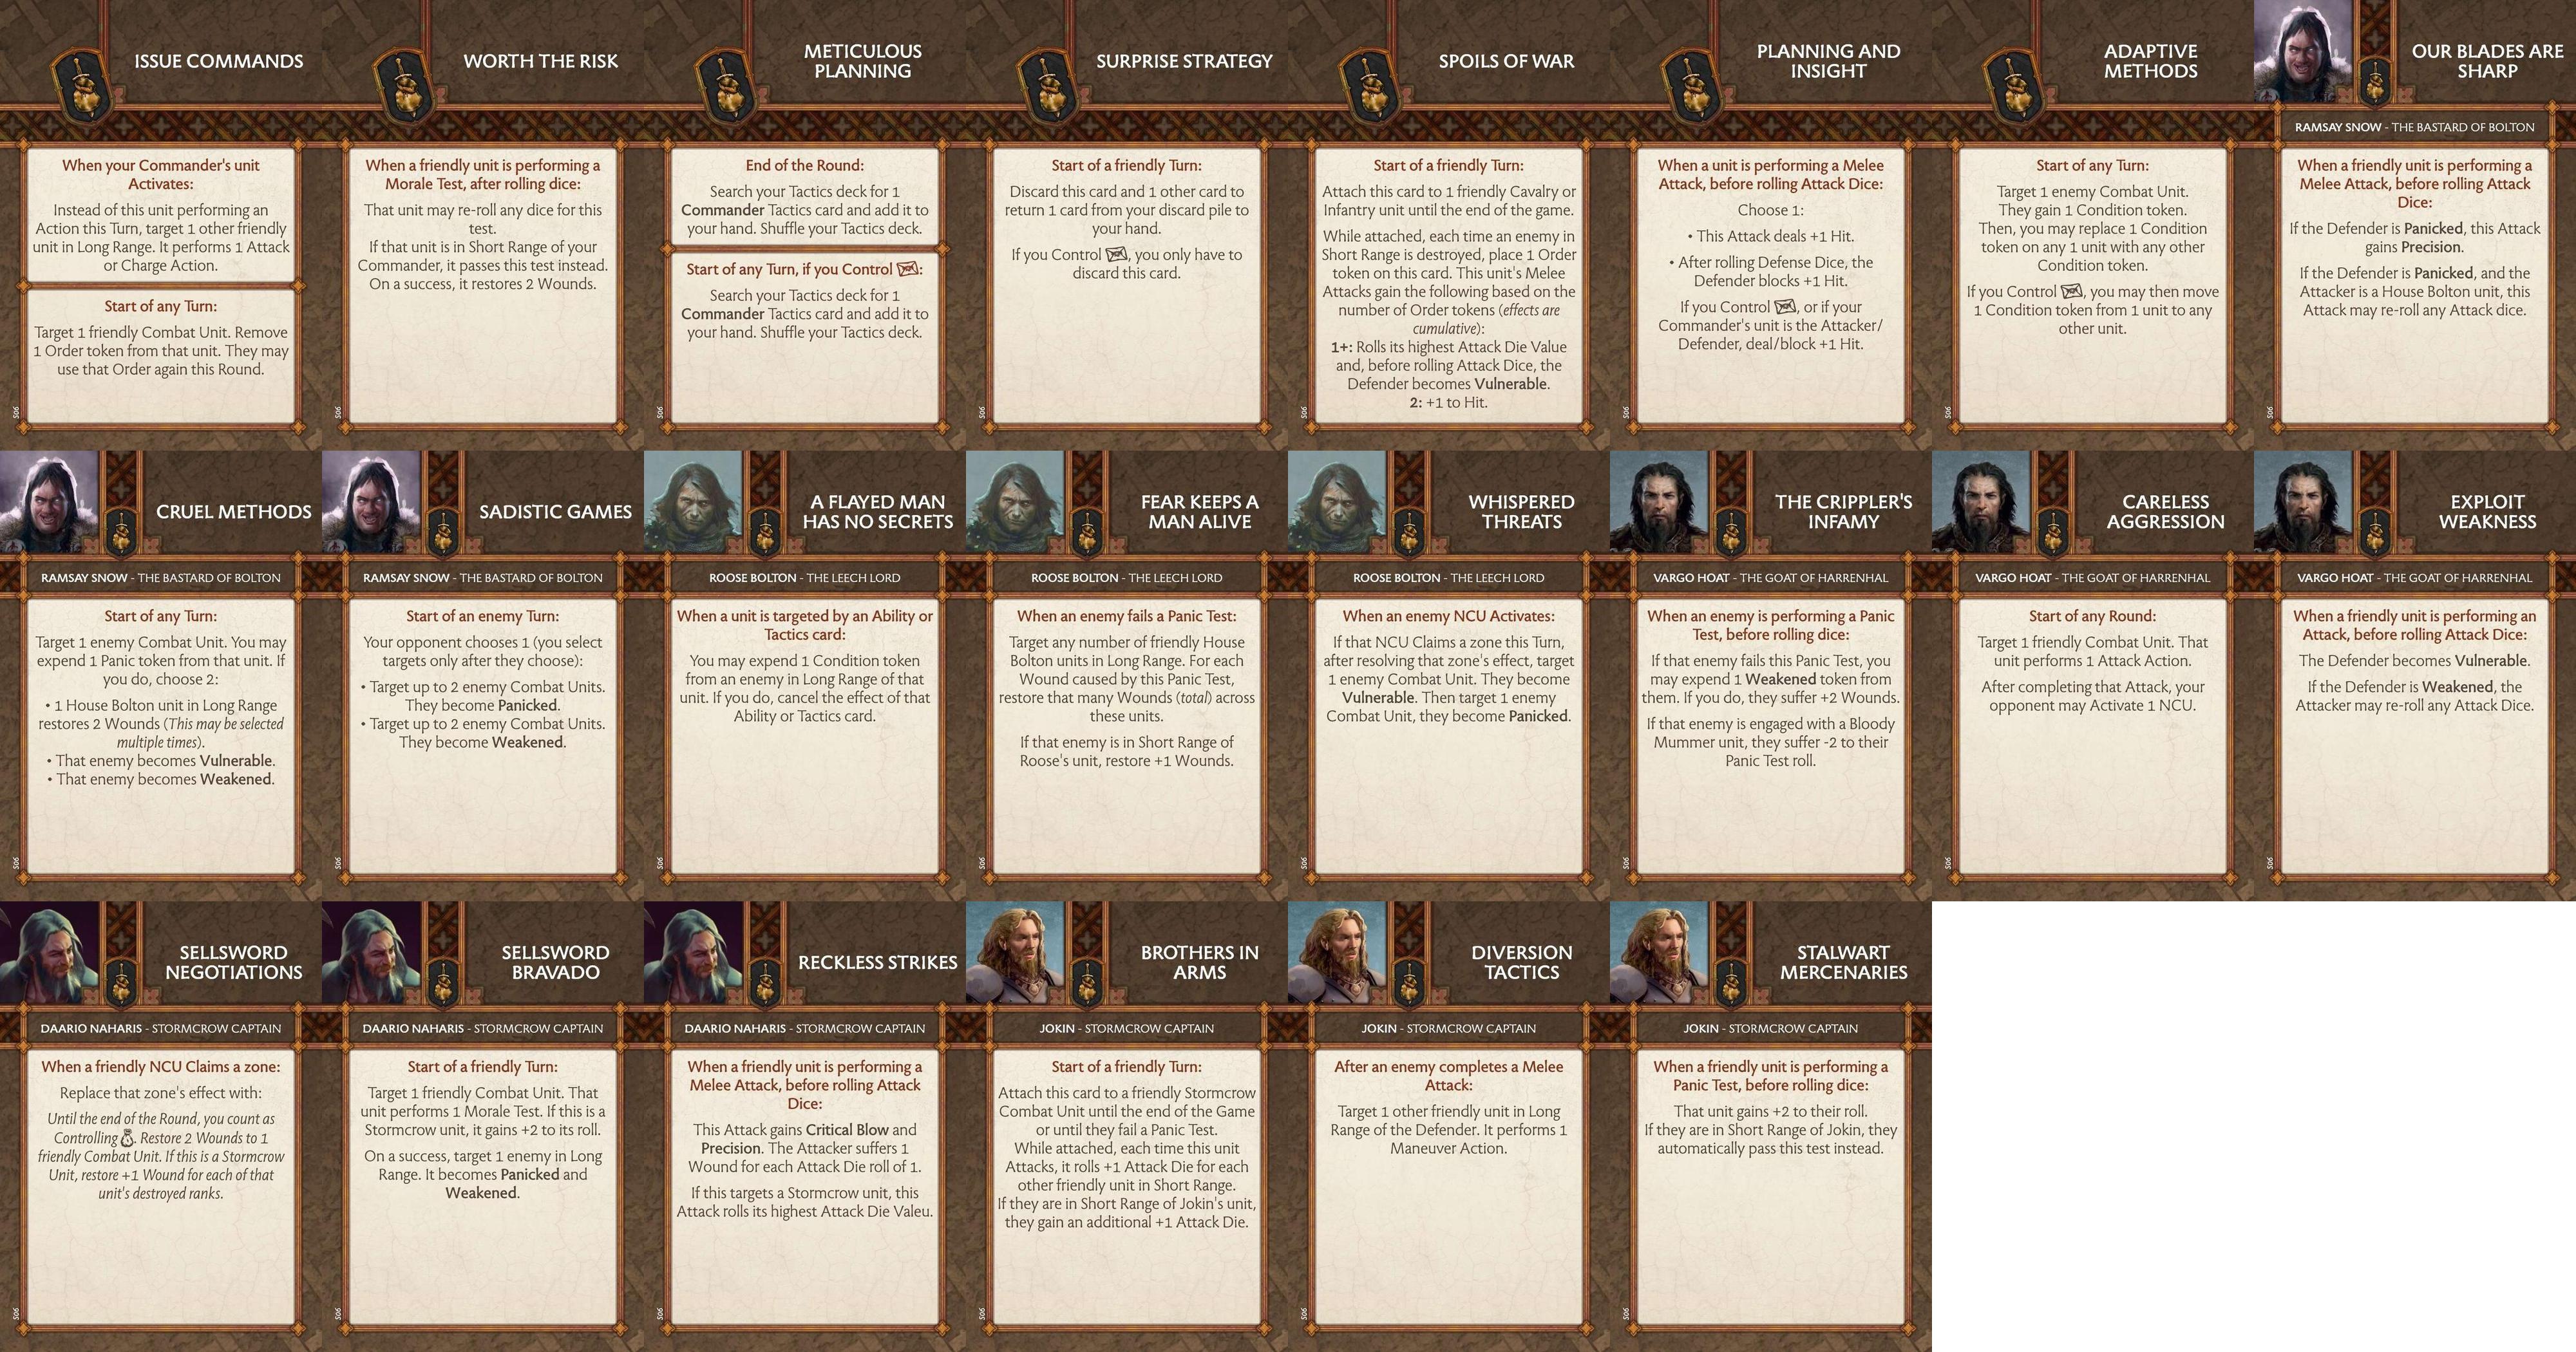 ISSUE COMMANDS
When your Commander's unit
Activates:
Instead of this unit performing an
Action this Turn, target 1 other friendly
unit in Long Range. It performs 1 Attack
or Charge Action.
Start of any Turn:
Target 1 friendly Combat Unit. Remove
1 Order token from that unit. They may
use that Order again this Round.
S06
WORTH THE RISK
When a friendly unit is performing a
Morale Test, after rolling dice:
That unit may re-roll any dice for this
test.
If that unit is in Short Range of your
Commander, it passes this test instead.
On a success, it restores 2 Wounds.
S06
METICULOUS
PLANNING
End of the Round:
Search your Tactics deck for 1
Commander Tactics card and add it to
your hand. Shuffle your Tactics deck.
Start of any Turn, if you Control :
Search your Tactics deck for 1
Commander Tactics card and add it to
your hand. Shuffle your Tactics deck.
S06
SURPRISE STRATEGY
Start of a friendly Turn:
Discard this card and 1 other card to
return 1 card from your discard pile to
your hand.
If you Control , you only have to
discard this card.
S06
SPOILS OF WAR
Start of a friendly Turn:
Attach this card to 1 friendly Cavalry or
Infantry unit until the end of the game.
While attached, each time an enemy in
Short Range is destroyed, place 1 Order
token on this card. This unit's Melee
Attacks gain the following based on the
number of Order tokens (effects are
cumulative):
1+: Rolls its highest Attack Die Value
and, before rolling Attack Dice, the
Defender becomes Vulnerable.
2: +1 to Hit.
S06
PLANNING AND
INSIGHT
When a unit is performing a Melee
Attack, before rolling Attack Dice:
Choose 1:
• This Attack deals +1 Hit.
• After rolling Defense Dice, the
Defender blocks +1 Hit.
If you Control , or if your
Commander's unit is the Attacker/
Defender, deal/block +1 Hit.
S06
ADAPTIVE
METHODS
Start of any Turn:
Target 1 enemy Combat Unit.
They gain 1 Condition token.
Then, you may replace 1 Condition
token on any 1 unit with any other
Condition token.
If you Control , you may then move
1 Condition token from 1 unit to any
other unit.
S06
OUR BLADES ARE
SHARP
RAMSAY SNOW - THE BASTARD OF BOLTON
When a friendly unit is performing a
Melee Attack, before rolling Attack
Dice:
If the Defender is Panicked, this Attack
gains Precision.
If the Defender is Panicked, and the
Attacker is a House Bolton unit, this
Attack may re-roll any Attack dice.
S06
CRUEL METHODS
RAMSAY SNOW - THE BASTARD OF BOLTON
Start of any Turn:
Target 1 enemy Combat Unit. You may
expend 1 Panic token from that unit. If
you do, choose 2:
• 1 House Bolton unit in Long Range
restores 2 Wounds (This may be selected
multiple times).
• That enemy becomes Vulnerable.
• That enemy becomes Weakened.
S06
SADISTIC GAMES
RAMSAY SNOW - THE BASTARD OF BOLTON
Start of an enemy Turn:
Your opponent chooses 1 (you select
targets only after they choose):
• Target up to 2 enemy Combat Units.
They become Panicked.
• Target up to 2 enemy Combat Units.
They become Weakened.
S06
A FLAYED MAN
HAS NO SECRETS
ROOSE BOLTON - THE LEECH LORD
When a unit is targeted by an Ability or
Tactics card:
You may expend 1 Condition token
from an enemy in Long Range of that
unit. If you do, cancel the effect of that
Ability or Tactics card.
S06
FEAR KEEPS A
MAN ALIVE
ROOSE BOLTON - THE LEECH LORD
When an enemy fails a Panic Test:
Target any number of friendly House
Bolton units in Long Range. For each
Wound caused by this Panic Test,
restore that many Wounds (total) across
these units.
If that enemy is in Short Range of
Roose's unit, restore +1 Wounds.
S06
WHISPERED
THREATS
ROOSE BOLTON - THE LEECH LORD
When an enemy NCU Activates:
If that NCU Claims a zone this Turn,
after resolving that zone's effect, target
1 enemy Combat Unit. They become
Vulnerable. Then target 1 enemy
Combat Unit, they become Panicked.
S06
THE CRIPPLER'S
INFAMY
VARGO HOAT - THE GOAT OF HARRENHAL
When an enemy is performing a Panic
Test, before rolling dice:
If that enemy fails this Panic Test, you
may expend 1 Weakened token from
them. If you do, they suffer +2 Wounds.
If that enemy is engaged with a Bloody
Mummer unit, they suffer -2 to their
Panic Test roll.
S06
CARELESS
AGGRESSION
VARGO HOAT - THE GOAT OF HARRENHAL
Start of any Round:
Target 1 friendly Combat Unit. That
unit performs 1 Attack Action.
After completing that Attack, your
opponent may Activate 1 NCU.
S06
EXPLOIT
WEAKNESS
VARGO HOAT - THE GOAT OF HARRENHAL
When a friendly unit is performing an
Attack, before rolling Attack Dice:
The Defender becomes Vulnerable.
If the Defender is Weakened, the
Attacker may re-roll any Attack Dice.
S06
SELLSWORD
NEGOTIATIONS
DAARIO NAHARIS - STORMCROW CAPTAIN
When a friendly NCU Claims a zone:
Replace that zone's effect with:
Until the end of the Round, you count as
Controlling . Restore 2 Wounds to 1
friendly Combat Unit. If this is a Stormcrow
Unit, restore +1 Wound for each of that
unit's destroyed ranks.
S06
SELLSWORD
BRAVADO
DAARIO NAHARIS - STORMCROW CAPTAIN
Start of a friendly Turn:
Target 1 friendly Combat Unit. That
unit performs 1 Morale Test. If this is a
Stormcrow unit, it gains +2 to its roll.
On a success, target 1 enemy in Long
Range. It becomes Panicked and
Weakened.
S06
RECKLESS STRIKES
DAARIO NAHARIS - STORMCROW CAPTAIN
When a friendly unit is performing a
Melee Attack, before rolling Attack
Dice:
This Attack gains Critical Blow and
Precision. The Attacker suffers 1
Wound for each Attack Die roll of 1.
If this targets a Stormcrow unit, this
Attack rolls its highest Attack Die Valeu.
S06
BROTHERS IN
ARMS
JOKIN - STORMCROW CAPTAIN
Start of a friendly Turn:
Attach this card to a friendly Stormcrow
Combat Unit until the end of the Game
or until they fail a Panic Test.
While attached, each time this unit
Attacks, it rolls +1 Attack Die for each
other friendly unit in Short Range.
If they are in Short Range of Jokin's unit,
they gain an additional +1 Attack Die.
S06
DIVERSION
TACTICS
JOKIN - STORMCROW CAPTAIN
After an enemy completes a Melee
Attack:
Target 1 other friendly unit in Long
Range of the Defender. It performs 1
Maneuver Action.
S06
STALWART
MERCENARIES
JOKIN - STORMCROW CAPTAIN
When a friendly unit is performing a
Panic Test, before rolling dice:
That unit gains +2 to their roll.
If they are in Short Range of Jokin, they
automatically pass this test instead.
S06